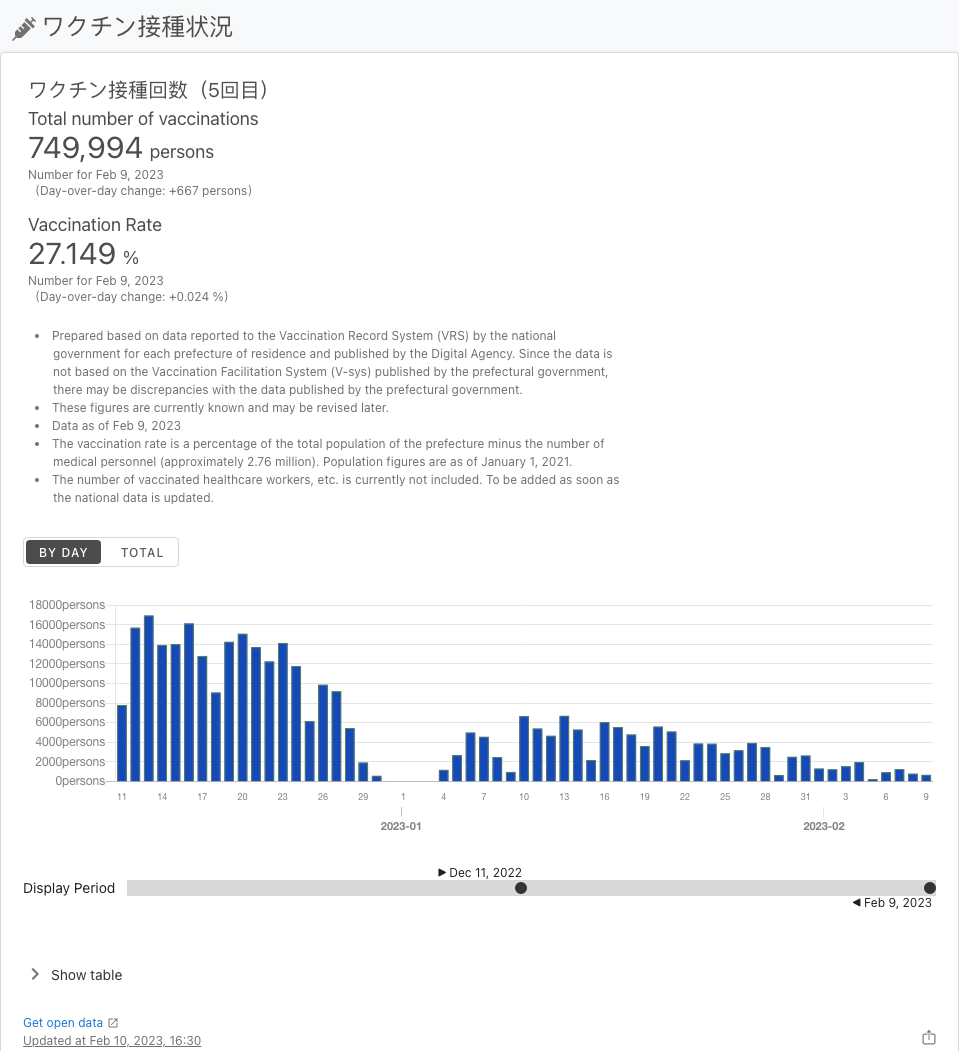 ワクチン接種状況
ワクチン接種回数（5回目）
Total number of vaccinations
749,994 persons
Number for Feb 9, 2023
（Day-over-day change: +667 persons）
Vaccination Rate
27.149 %
Number for Feb 9, 2023
（Day-over-day change: +0.024 %）
• Prepared based on data reported to the Vaccination Record System (VRS) by the national
government for each prefecture of residence and published by the Digital Agency. Since the data is
not based on the Vaccination Facilitation System (V-sys) published by the prefectural government,
there may be discrepancies with the data published by the prefectural government.
• These figures are currently known and may be revised later.
• Data as of Feb 9, 2023
• The vaccination rate is a percentage of the total population of the prefecture minus the number of
medical personnel (approximately 2.76 million). Population figures are as of January 1, 2021.
• The number of vaccinated healthcare workers, etc. is currently not included. To be added as soon as
the national data is updated.
BY DAY TOTAL
18000persons
16000persons
14000persons
12000persons
10000persons
8000persons
6000persons
4000persons
2000persons
0persons
11 14 17 20 23 26 29 1 4 7 10 13 16 19 22 25 28 31 3 6 9
2023-01 2023-02
Dec 11, 2022
Display Period
Feb 9, 2023
Show table
Get open data
Updated at Feb 10, 2023, 16:30